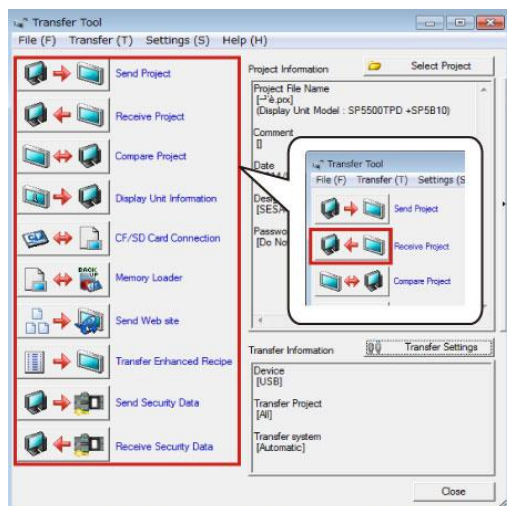 Transfer Tool
File (F) Transfer (T) Settings (S) Help (H)
Send Project
Receive Project
Compare Project
Display Unit Information
CF/SD Card Connection
BACK
UP
Memory Loader
Send Web site
Transfer Enhanced Recipe
Send Security Data
Receive Security Data
Project Information
Select Project
Project File Name
(Display Unit Model : SP5500TPD +SP5B10)
Comment
[]
Date
[SESA
[Do No
Transfer Tool
File (F) Transfer (T) Settings (S
Send Project
Receive Project
Compare Project
Transfer Information
Transfer Settings
Device
[USB]
Transfer Project
[All]
Transfer system
[Automatic]
Close